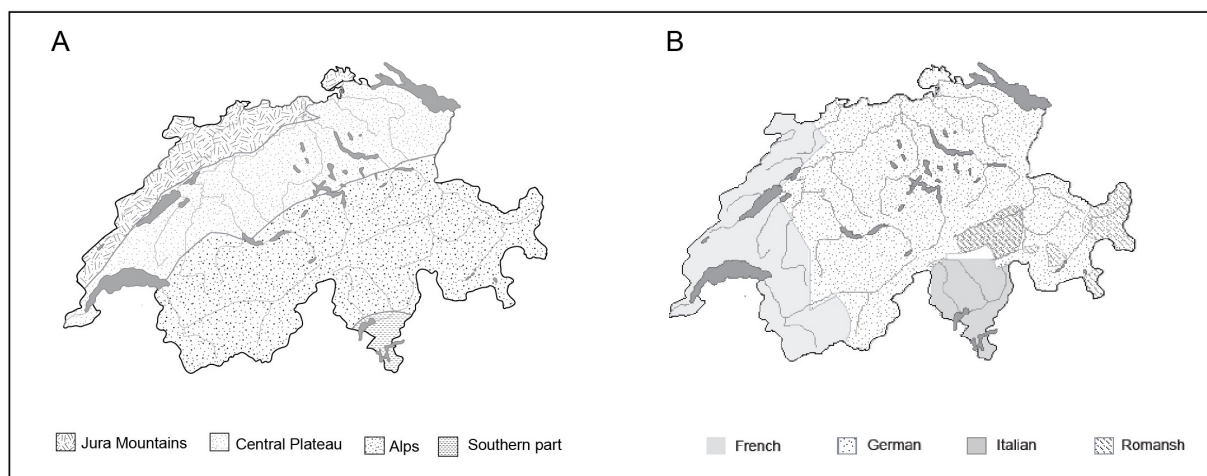 A
B
Jura Mountains
Central Plateau
Alps
Southern part
French
German
Italian
Romansh